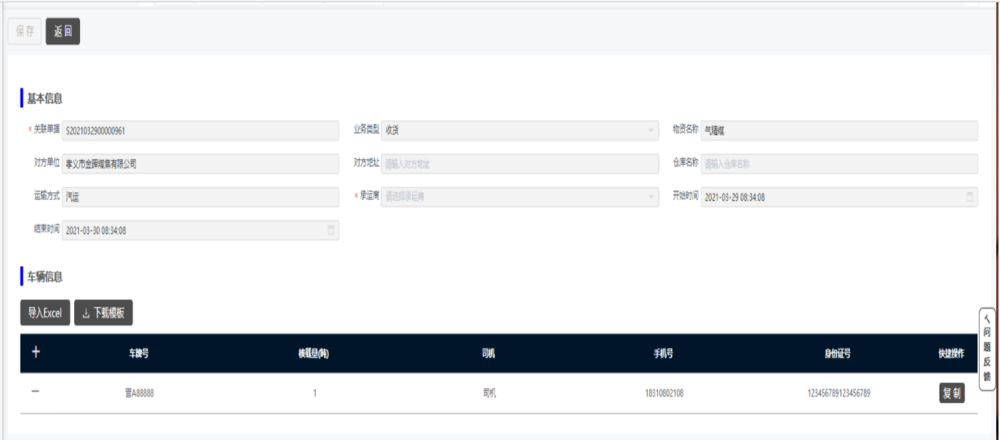 保存 返回
基本信息
* 关联单据 S2021032900000961 业务类型 收货 物资名称 气精煤
对方单位 孝义市金晖煤焦有限公司 对方地址 请输入对方地址 仓库名称 请输入仓库名称
运输方式 汽运 * 承运商 请选择承运商 开始时间 2021-03-29 08:34:08
结束时间 2021-03-30 08:34:08
车辆信息
导入Excel 下载模板
+ 车牌号 核载量(吨) 司机 手机号 身份证号 快捷操作
— 晋A88888 1 司机 18310802108 123456789123456789 复制
问题反馈